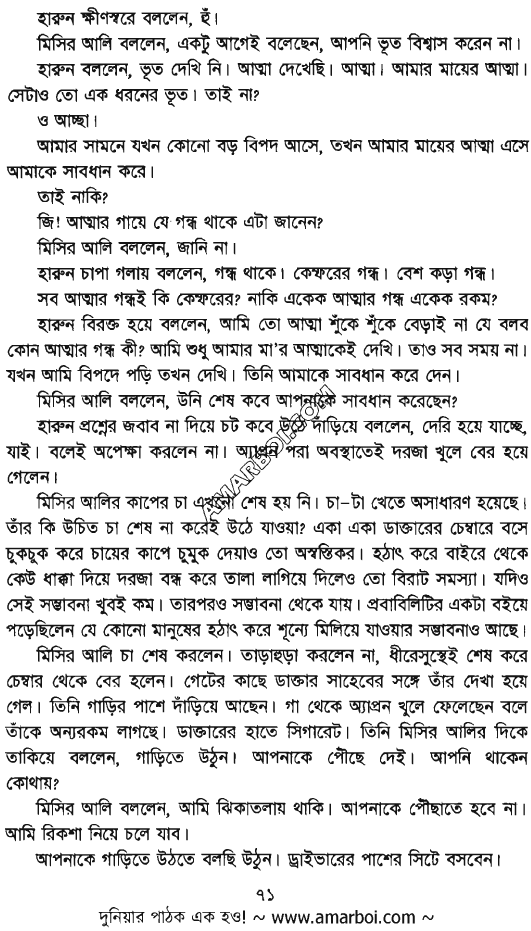 হারুন ক্ষীণস্বরে বললেন, হুঁ।
মিসির আলি বললেন, একটু আগেই বলেছেন, আপনি ভূত বিশ্বাস করেন না।
হারুন বললেন, ভূত দেখি নি। আত্মা দেখেছি। আত্মা। আমার মায়ের আত্মা।
সেটাও তো এক ধরনের ভূত। তাই না?
ও আচ্ছা।
আমার সামনে যখন কোনো বড় বিপদ আসে, তখন আমার মায়ের আত্মা এসে
আমাকে সাবধান করে।
তাই নাকি?
জি! আত্মার গায়ে যে গন্ধ থাকে এটা জানেন?
মিসির আলি বললেন, জানি না।
হারুন চাপা গলায় বললেন, গন্ধ থাকে। কেম্ফরের গন্ধ। বেশ কড়া গন্ধ।
সব আত্মার গন্ধই কি কেম্ফরের? নাকি একেক আত্মার গন্ধ একেক রকম?
হারুন বিরক্ত হয়ে বললেন, আমি তো আত্মা শুঁকে শুঁকে বেড়াই না যে বলব
কোন আত্মার গন্ধ কী? আমি শুধু আমার মা'র আত্মাকেই দেখি। তাও সব সময় না।
যখন আমি বিপদে পড়ি তখন দেখি। তিনি আমাকে সাবধান করে দেন।
মিসির আলি বললেন, উনি শেষ কবে আপনাকে সাবধান করেছেন?
হারুন প্রশ্নের জবাব না দিয়ে চট করে উঠে দাঁড়িয়ে বললেন, দেরি হয়ে যাচ্ছে,
যাই। বলেই অপেক্ষা করলেন না। অ্যাপ্রন পরা অবস্থাতেই দরজা খুলে বের হয়ে
গেলেন।
মিসির আলির কাপের চা এখনো শেষ হয় নি। চা-টা খেতে অসাধারণ হয়েছে।
তাঁর কি উচিত চা শেষ না করেই উঠে যাওয়া? একা একা ডাক্তারের চেম্বারে বসে
চুকচুক করে চায়ের কাপে চুমুক দেয়াও তো অস্বস্তিকর। হঠাৎ করে বাইরে থেকে
কেউ ধাক্কা দিয়ে দরজা বন্ধ করে তালা লাগিয়ে দিলেও তো বিরাট সমস্যা। যদিও
সেই সম্ভাবনা খুবই কম। তারপরও সম্ভাবনা থেকে যায়। প্রবাবিলিটির একটা বইয়ে
পড়েছিলেন যে কোনো মানুষের হঠাৎ করে শূন্যে মিলিয়ে যাওয়ার সম্ভাবনাও আছে।
মিসির আলি চা শেষ করলেন। তাড়াহুড়া করলেন না, ধীরেসুস্থেই শেষ করে
চেম্বার থেকে বের হলেন। গেটের কাছে ডাক্তার সাহেবের সঙ্গে তাঁর দেখা হয়ে
গেল। তিনি গাড়ির পাশে দাঁড়িয়ে আছেন। গা থেকে অ্যাপ্রন খুলে ফেলেছেন বলে
তাঁকে অন্যরকম লাগছে। ডাক্তারের হাতে সিগারেট। তিনি মিসির আলির দিকে
তাকিয়ে বললেন, গাড়িতে উঠুন। আপনাকে পৌঁছে দেই। আপনি থাকেন
কোথায়?
মিসির আলি বললেন, আমি ঝিকাতলায় থাকি। আপনাকে পৌঁছাতে হবে না।
আমি রিকশা নিয়ে চলে যাব।
আপনাকে গাড়িতে উঠতে বলছি উঠুন। ড্রাইভারের পাশের সিটে বসবেন।
AMARBOI.COM
৭১
দুনিয়ার পাঠক এক হও! ~ www.amarboi.com ~